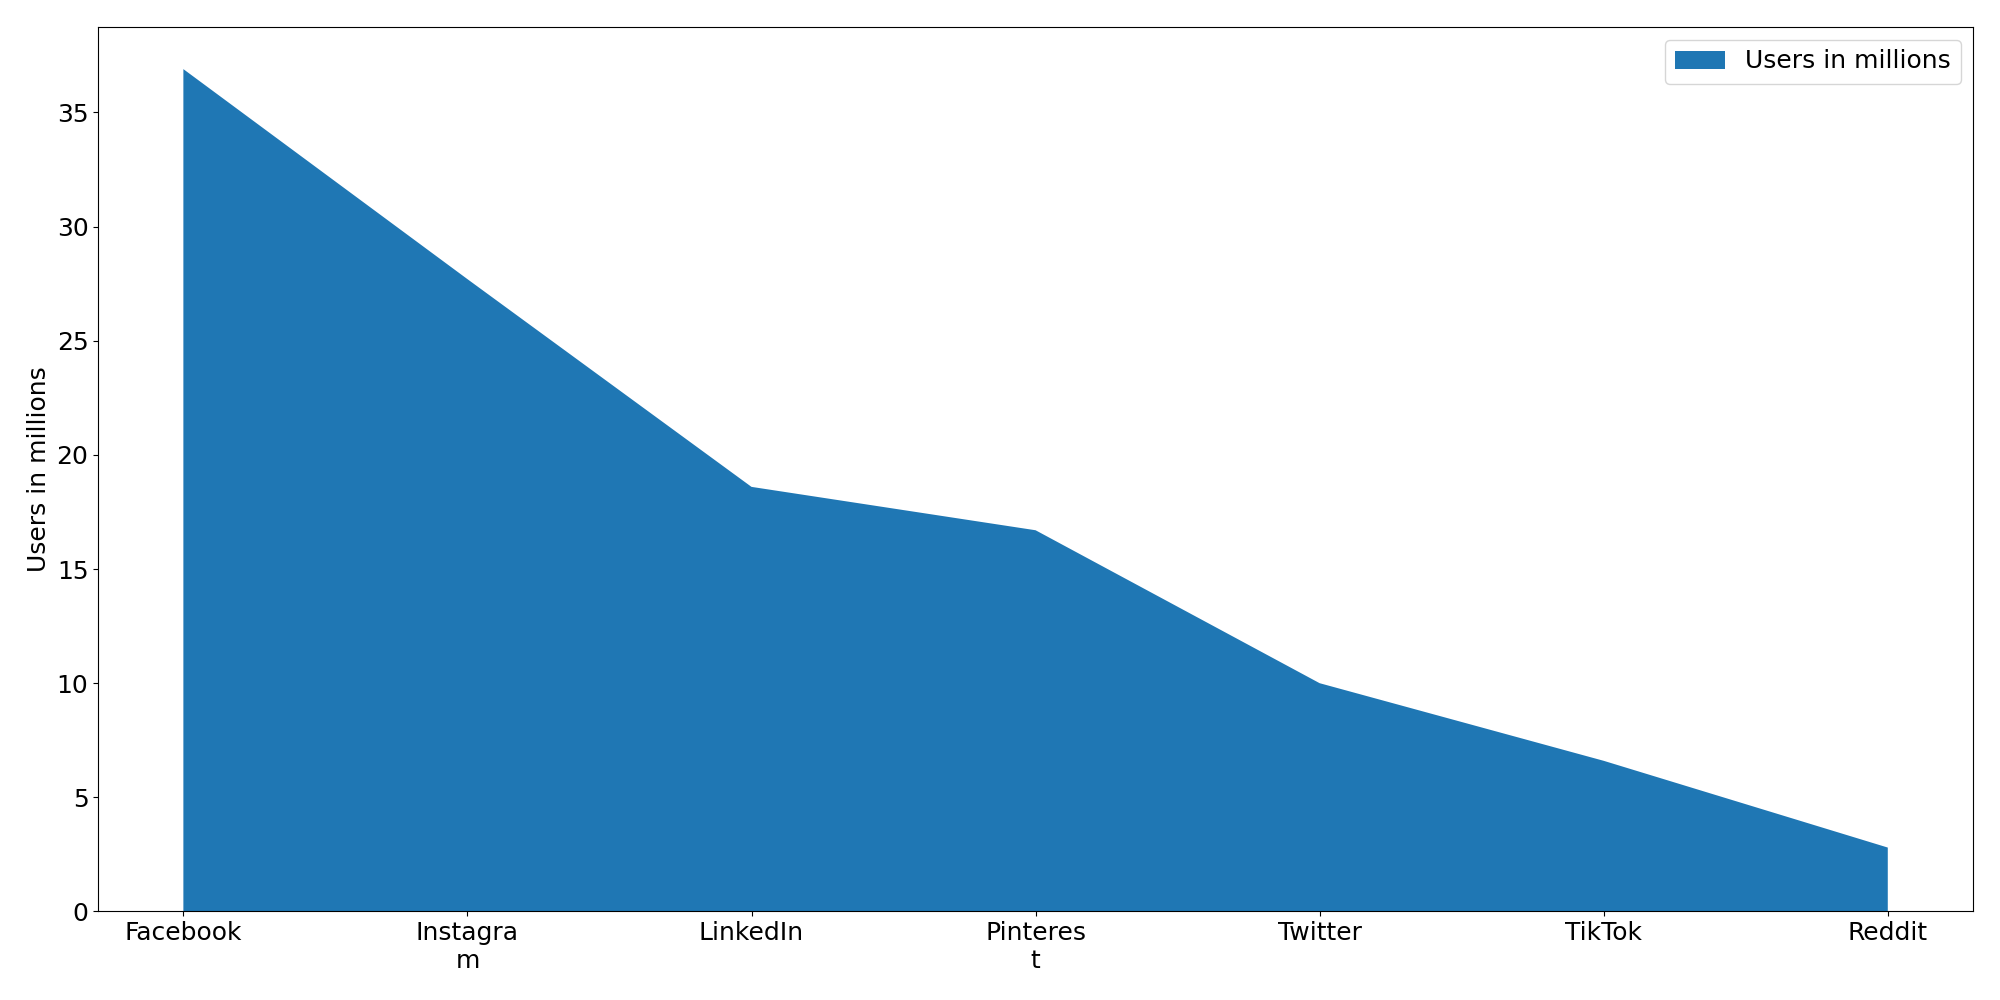 Users in millions
35
30
25
20
15
10
5
0
Users in millions
Facebook
Instagra
m
LinkedIn
Pinteres
t
Twitter
TikTok
Reddit